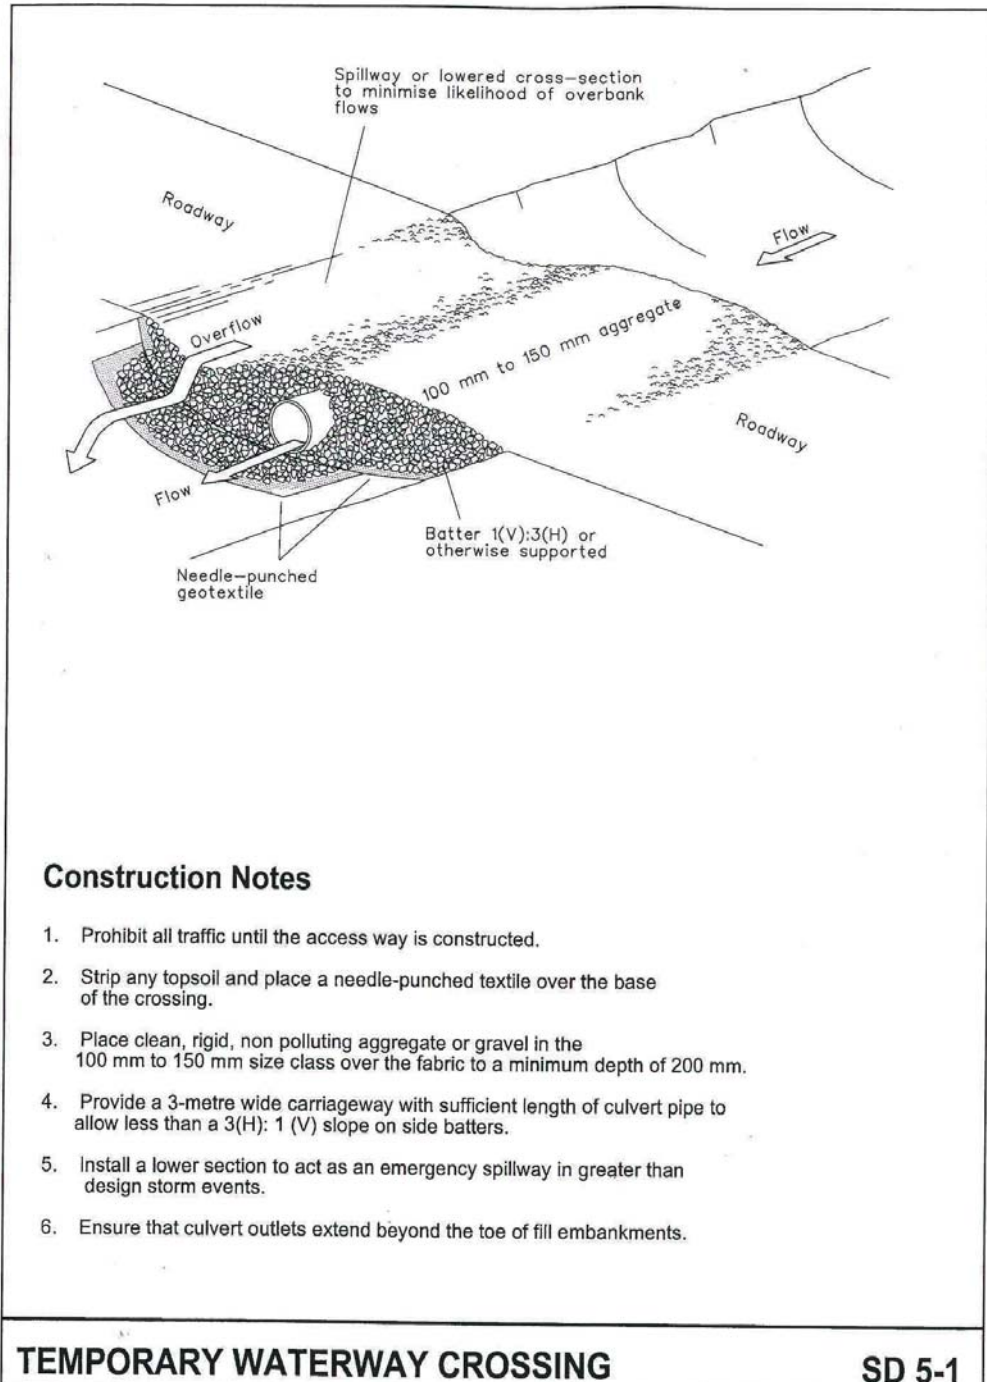 Spillway or lowered cross-section
to minimise likelihood of overbank
flows
Roadway
Flow
Overflow
100 mm to 150 mm aggregate
Roadway
Flow
Batter 1(V):3(H) or
otherwise supported
Needle-punched
geotextile
Construction Notes
1. Prohibit all traffic until the access way is constructed.
2. Strip any topsoil and place a needle-punched textile over the base
of the crossing.
3. Place clean, rigid, non polluting aggregate or gravel in the
100 mm to 150 mm size class over the fabric to a minimum depth of 200 mm.
4. Provide a 3-metre wide carriageway with sufficient length of culvert pipe to
allow less than a 3(H): 1 (V) slope on side batters.
5. Install a lower section to act as an emergency spillway in greater than
design storm events.
6. Ensure that culvert outlets extend beyond the toe of fill embankments.
TEMPORARY WATERWAY CROSSING
SD 5-1